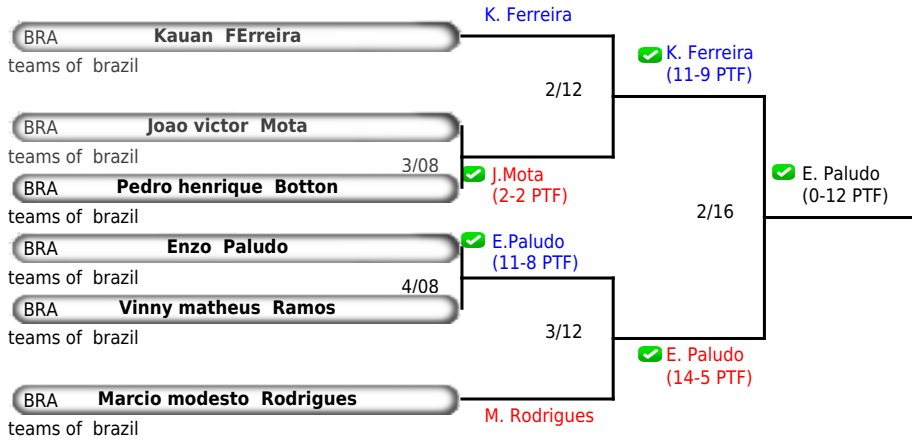 K. Ferreira
BRA Kauan FErreira
teams of brazil
K. Ferreira
(11-9 PTF)
2/12
BRA Joao victor Mota
teams of brazil
3/08
J.Mota
(2-2 PTF)
BRA Pedro henrique Botton
teams of brazil
E. Paludo
(0-12 PTF)
2/16
BRA Enzo Paludo
teams of brazil
E.Paludo
(11-8 PTF)
4/08
BRA Vinny matheus Ramos
teams of brazil
3/12
E. Paludo
(14-5 PTF)
BRA Marcio modesto Rodrigues
teams of brazil
M. Rodrigues